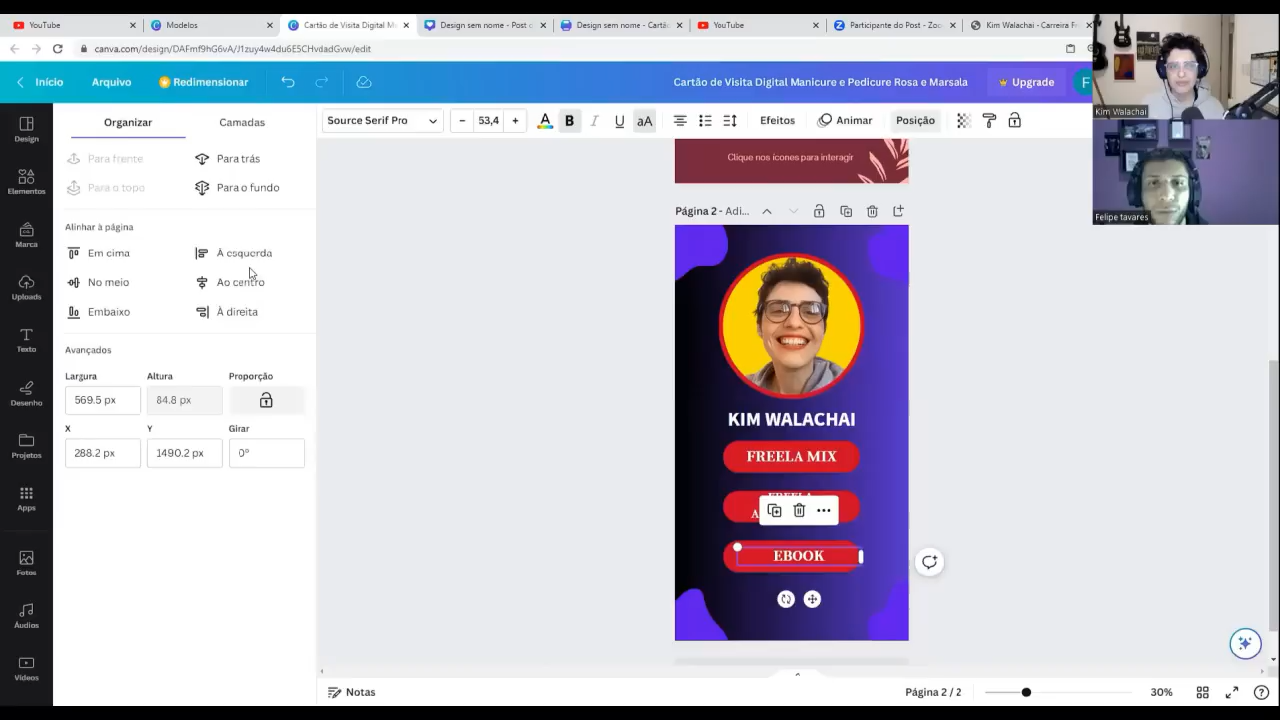 YouTube
Modelos
Cartão de Visita Digital M
Design sem nome - Post
Design sem nome - Cartã
YouTube
Participante do Post - Zoo
Kim Walachai - Carreira Fr
canva.com/design/DAFmf9hG6vA/J1zuy4w4du6E5CHvdadGvw/edit
Início
Arquivo
Redimensionar
Cartão de Visita Digital Manicure e Pedicure Rosa e Marsala
Upgrade
F
Kim Walachai
Felipe tavares
Organizar
Camadas
Source Serif Pro
53,4
A
B
I
U
aA
Efeitos
Animar
Posição
Design
Elementos
Marca
Uploads
Texto
Desenho
Projetos
Apps
Fotos
Áudios
Vídeos
Para frente
Para trás
Para o topo
Para o fundo
Alinhar à página
Em cima
À esquerda
No meio
Ao centro
Embaixo
À direita
Avançados
Largura
Altura
Proporção
569.5 px
84.8 px
X
Y
Girar
288.2 px
1490.2 px
0°
Clique nos ícones para interagir
Página 2 - Adi...
KIM WALACHAI
FREELA MIX
FREELA
A
EBOOK
Notas
Página 2 / 2
30%